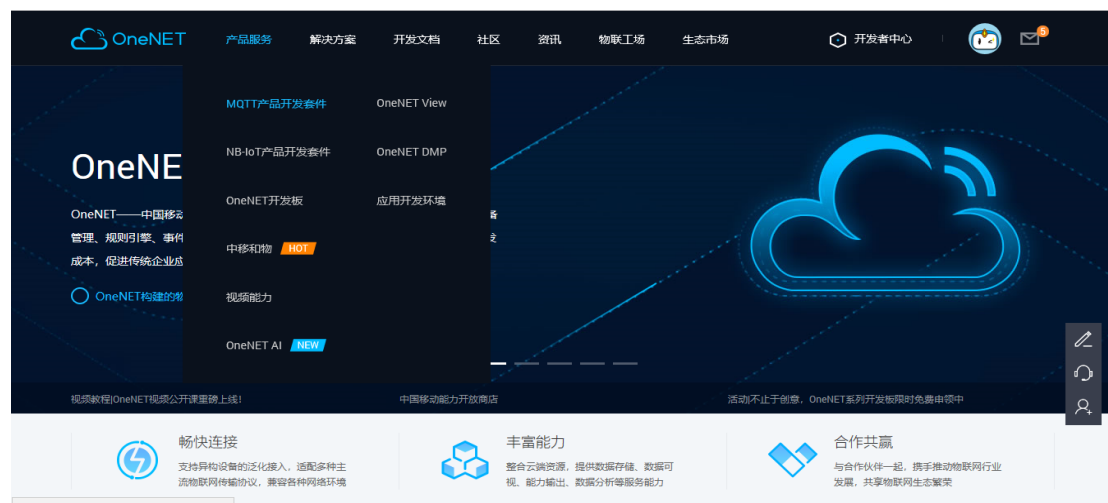 OneNET
产品服务 解决方案 开发文档 社区 资讯 物联工场 生态市场 开发者中心 5
MQTT产品开发套件 OneNET View
NB-IoT产品开发套件 OneNET DMP
OneNE
OneNET开发板 应用开发环境
OneNET——中国移动
管理、规则引擎、事件
中移和物 HOT
成本，促进传统企业应
OneNET构建的物
视频能力
OneNET AI NEW
视频教程|OneNET视频公开课重磅上线！ 中国移动能力开放商店 活动|不止于创意，OneNET系列开发板限时免费申领中
畅快连接 丰富能力 合作共赢
支持异构设备的泛化接入，适配多种主 整合云端资源，提供数据存储、数据可 与合作伙伴一起，携手推动物联网行业
流物联网传输协议，兼容各种网络环境 视、能力输出、数据分析等服务能力 发展，共享物联网生态繁荣